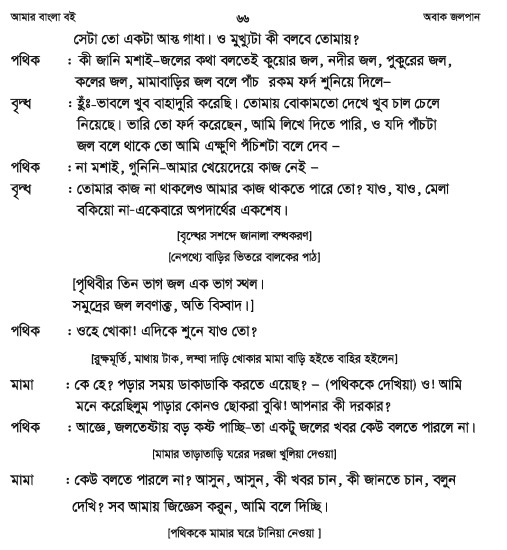 আমার বাংলা বই ৬৬ অবাক জলপান
সেটা তো একটা আস্ত গাধা। ও মুখ্যুটা কী বলবে তোমায়?
পথিক : কী জানি মশাই-জলের কথা বলতেই কুয়োর জল, নদীর জল, পুকুরের জল,
কলের জল, মামাবাড়ির জল বলে পাঁচ রকম ফর্দ শুনিয়ে দিলে–
বৃদ্ধ : হুঁঃ-ভাবলে খুব বাহাদুরি করেছি। তোমায় বোকামতো দেখে খুব চাল চেলে
নিয়েছে। ভারি তো ফর্দ করেছেন, আমি লিখে দিতে পারি, ও যদি পাঁচটা
জল বলে থাকে তো আমি এক্ষুণি পঁচিশটা বলে দেব –
পথিক : না মশাই, গুনিনি-আমার খেয়েদেয়ে কাজ নেই –
বৃদ্ধ : তোমার কাজ না থাকলেও আমার কাজ থাকতে পারে তো? যাও, যাও, মেলা
বকিয়ো না-একেবারে অপদার্থের একশেষ।
[বৃদ্ধের সশব্দে জানালা বন্ধকরণ]
[নেপথ্যে বাড়ির ভিতরে বালকের পাঠ]
[পৃথিবীর তিন ভাগ জল এক ভাগ স্থল।
সমুদ্রের জল লবণাক্ত, অতি বিস্বাদ।]
পথিক : ওহে খোকা! এদিকে শুনে যাও তো?
[রুক্ষমূর্তি, মাথায় টাক, লম্বা দাড়ি খোকার মামা বাড়ি হইতে বাহির হইলেন]
মামা : কে হে? পড়ার সময় ডাকাডাকি করতে এয়েছ? – (পথিককে দেখিয়া) ও! আমি
মনে করেছিলুম পাড়ার কোনও ছোকরা বুঝি! আপনার কী দরকার?
পথিক : আজ্ঞে, জলতেষ্টায় বড় কষ্ট পাচ্ছি-তা একটু জলের খবর কেউ বলতে পারলে না।
[মামার তাড়াতাড়ি ঘরের দরজা খুলিয়া দেওয়া]
মামা : কেউ বলতে পারলে না? আসুন, আসুন, কী খবর চান, কী জানতে চান, বলুন
দেখি? সব আমায় জিজ্ঞেস করুন, আমি বলে দিচ্ছি।
[পথিককে মামার ঘরে টানিয়া নেওয়া ]